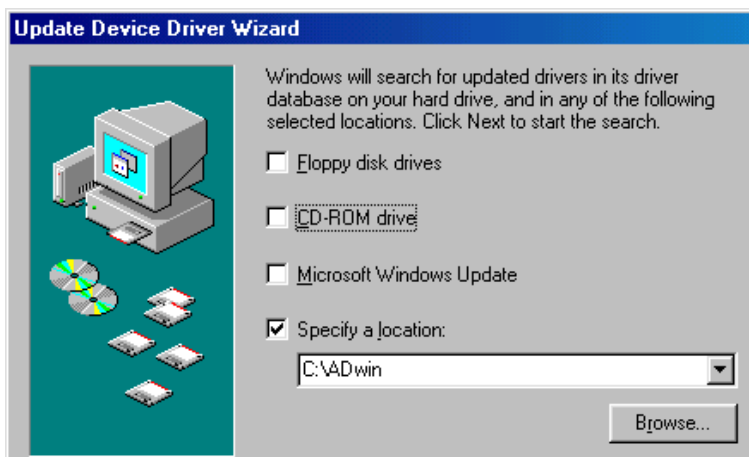 Update Device Driver Wizard
Windows will search for updated drivers in its driver
database on your hard drive, and in any of the following
selected locations. Click Next to start the search.
Floppy disk drives
CD-ROM drive
Microsoft Windows Update
Specify a location:
C:\ADwin
Browse...